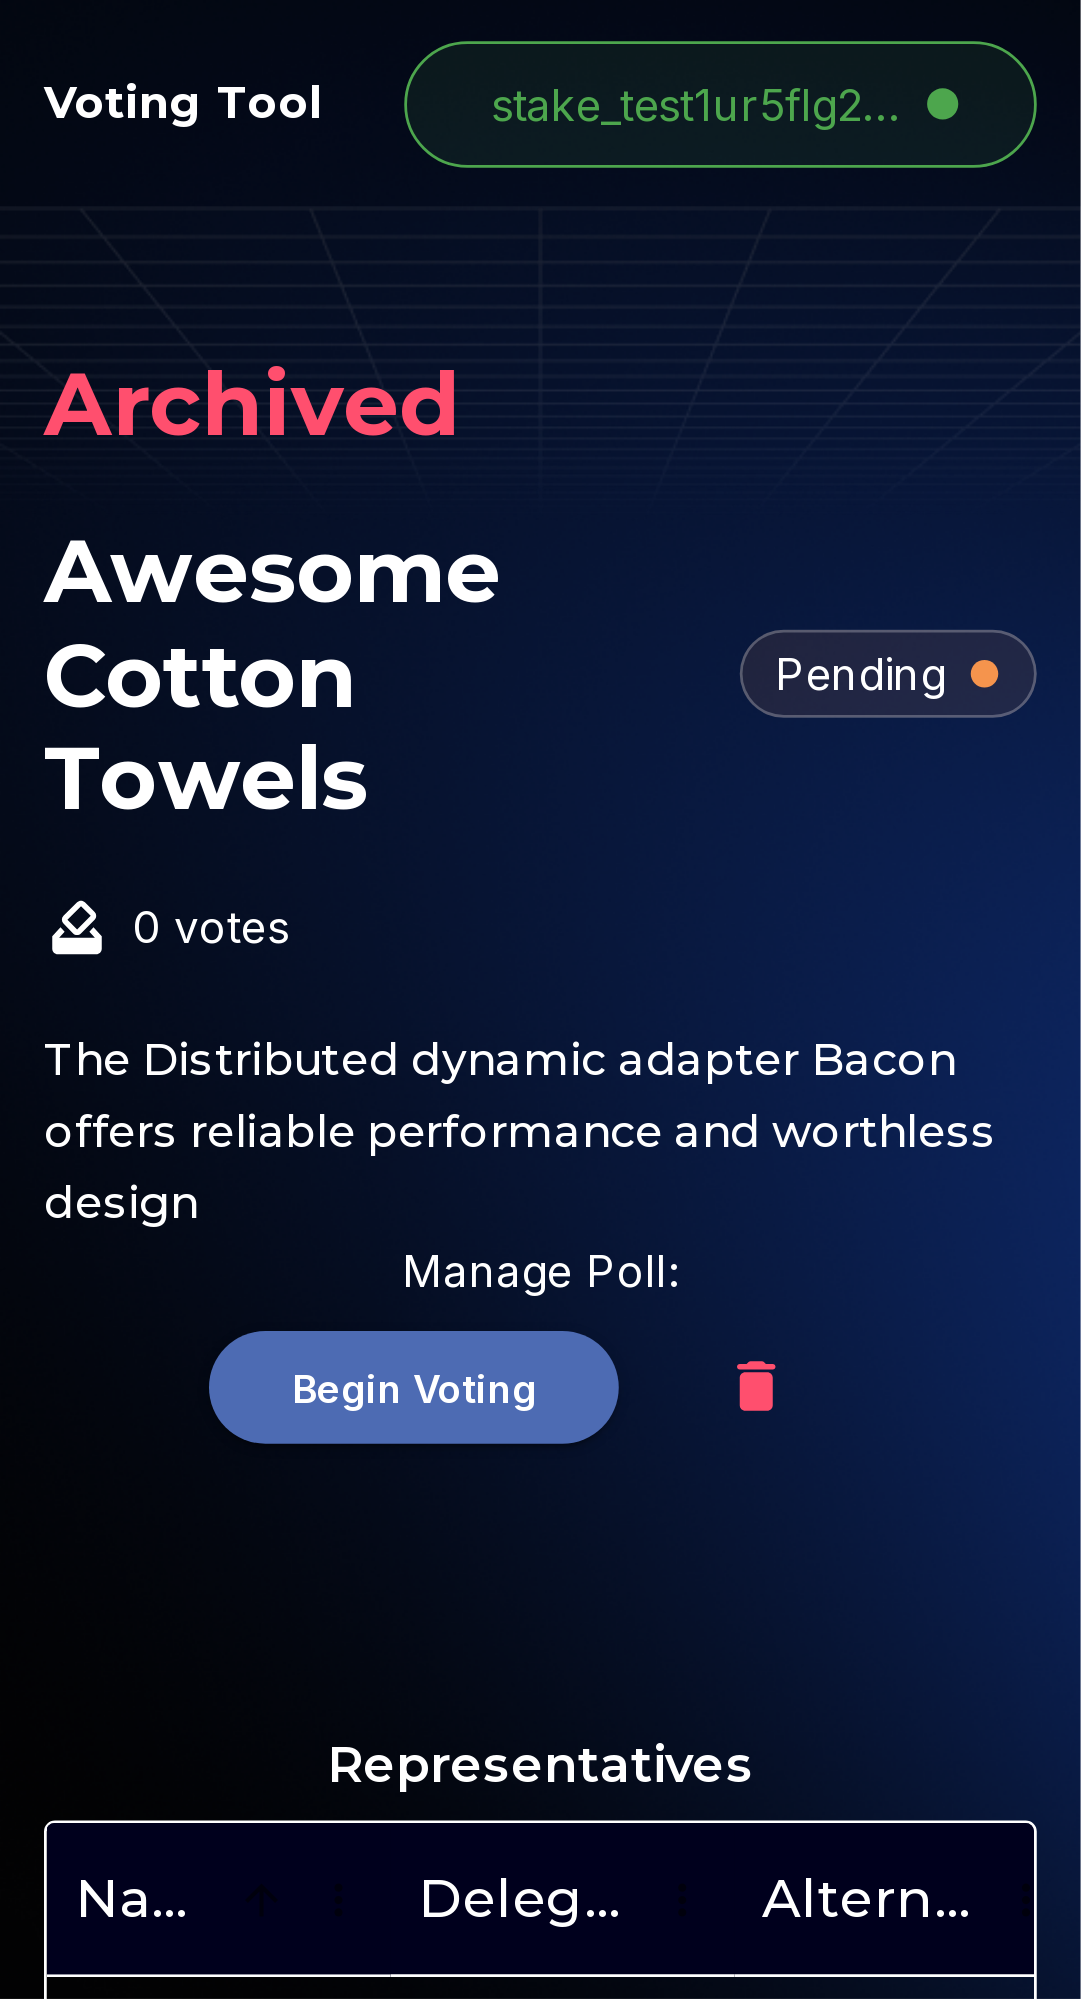 Voting Tool
stake_test1ur5flg2...
Archived
Awesome
Cotton
Towels
Pending
0 votes
The Distributed dynamic adapter Bacon
offers reliable performance and worthless
design
Manage Poll:
Begin Voting
Representatives
Na... Deleg... Altern...